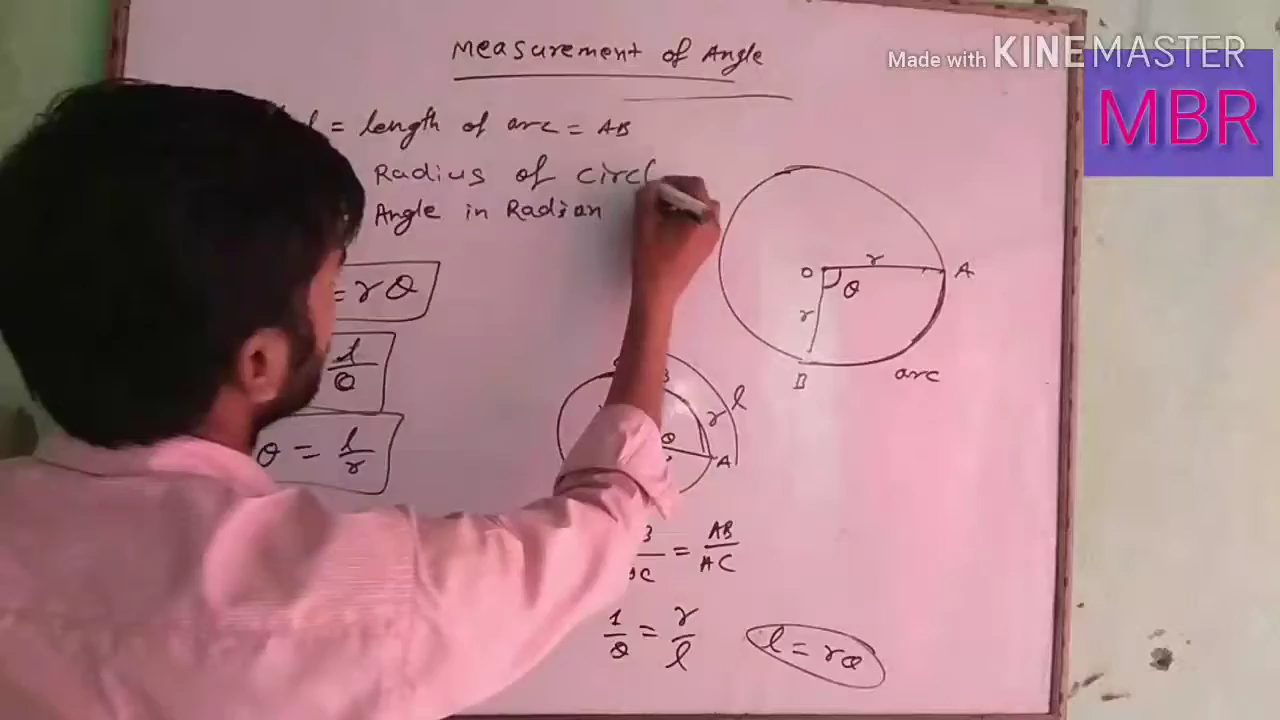 Measurement of Angle
Made with KINEMASTER
MBR
l = length of arc = AB
Radius of circl
Angle in Radian
= rθ
l/θ
θ = l/r
O r A
θ
r
B
arc
B
r l
θ
A
= AB/AC
1/θ = r/l
l = rθ